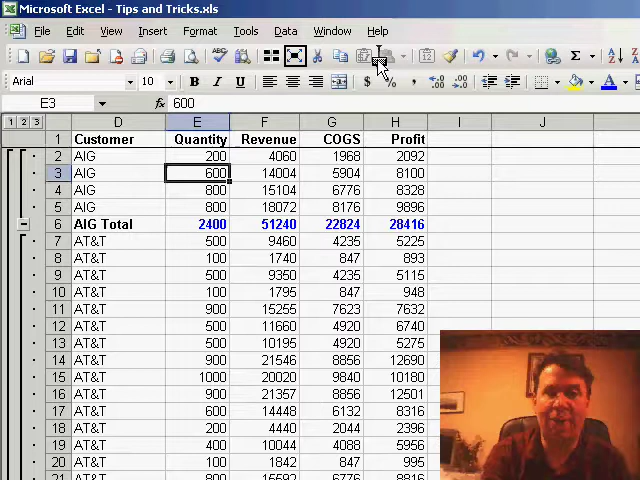 Microsoft Excel - Tips and Tricks.xls
File Edit View Insert Format Tools Data Window Help
Arial 10 B I U $ % ,
E3 fx 600
1 2 3 D E F G H I J
1 Customer Quantity Revenue COGS Profit
2 AIG 200 4060 1968 2092
3 AIG 600 14004 5904 8100
4 AIG 800 15104 6776 8328
5 AIG 800 18072 8176 9896
6 AIG Total 2400 51240 22824 28416
7 AT&T 500 9460 4235 5225
8 AT&T 100 1740 847 893
9 AT&T 500 9350 4235 5115
10 AT&T 100 1795 847 948
11 AT&T 900 15255 7623 7632
12 AT&T 500 11660 4920 6740
13 AT&T 500 10195 4920 5275
14 AT&T 900 21546 8856 12690
15 AT&T 1000 20020 9840 10180
16 AT&T 900 21357 8856 12501
17 AT&T 600 14448 6132 8316
18 AT&T 200 4440 2044 2396
19 AT&T 400 10044 4088 5956
20 AT&T 100 1842 847 995
21 AT&T 800 15592 6776 8816